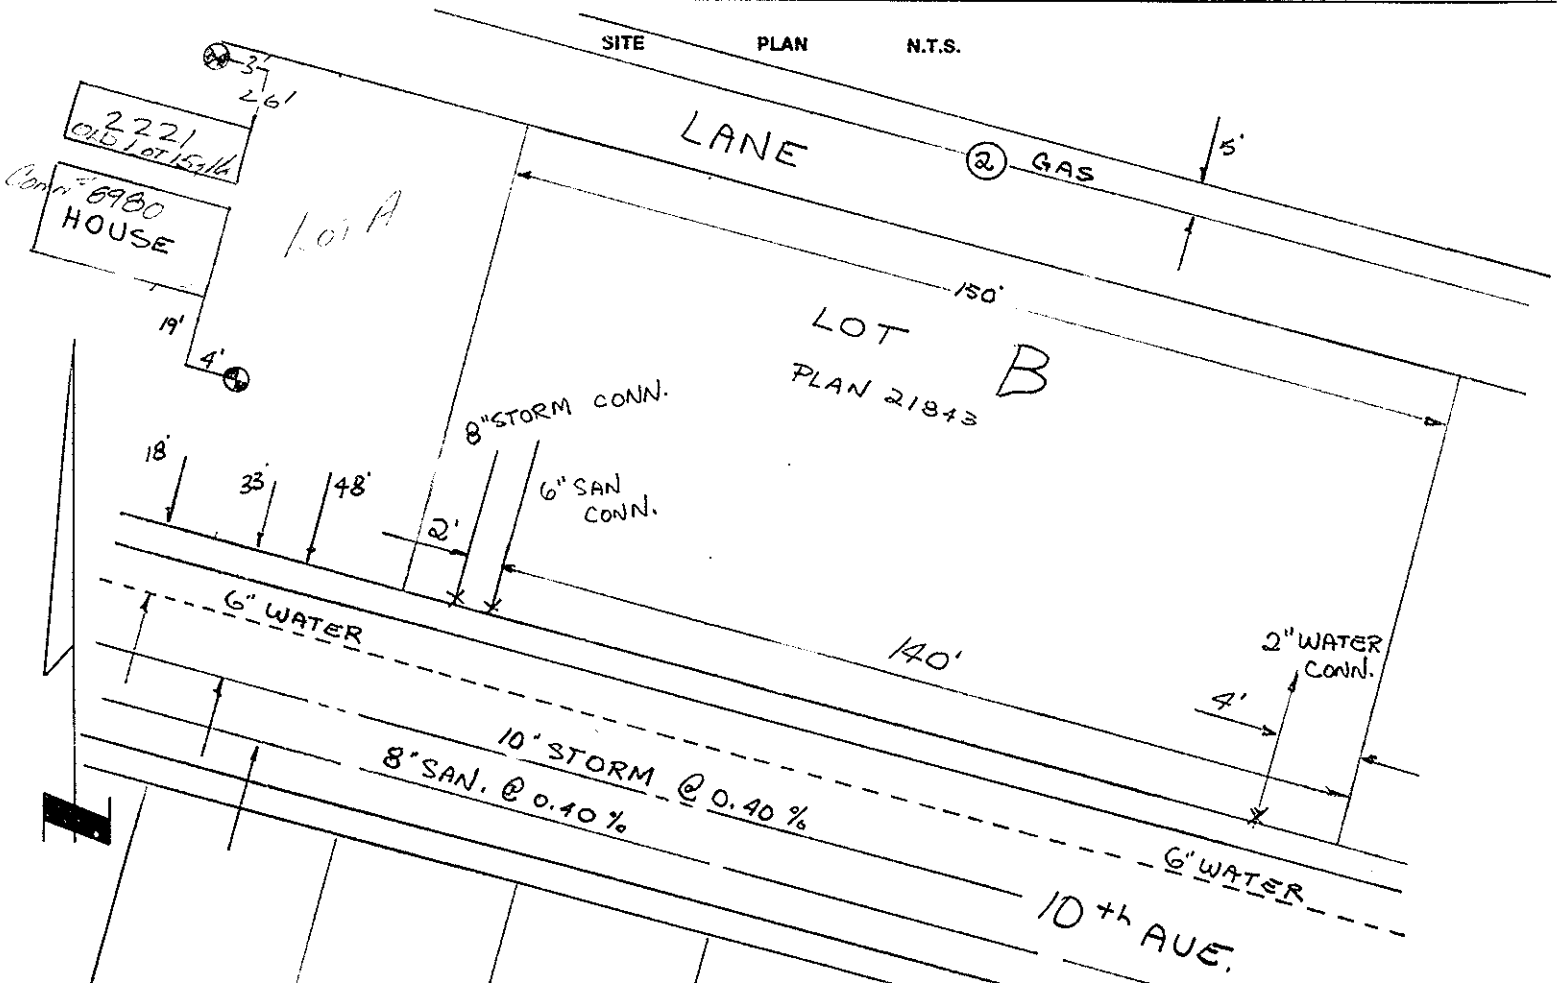 SITE PLAN N.T.S.
3'
26'
2221
OLD LOT 15 & 16
Conn# 6980
HOUSE
LOT A
19'
4'
LANE
2 GAS
5'
150'
LOT B
PLAN 21843
8" STORM CONN.
6" SAN
CONN.
18'
33'
48'
2'
6" WATER
140'
2" WATER
CONN.
4'
10" STORM @ 0.40 %
8" SAN. @ 0.40 %
6" WATER
10th AVE.